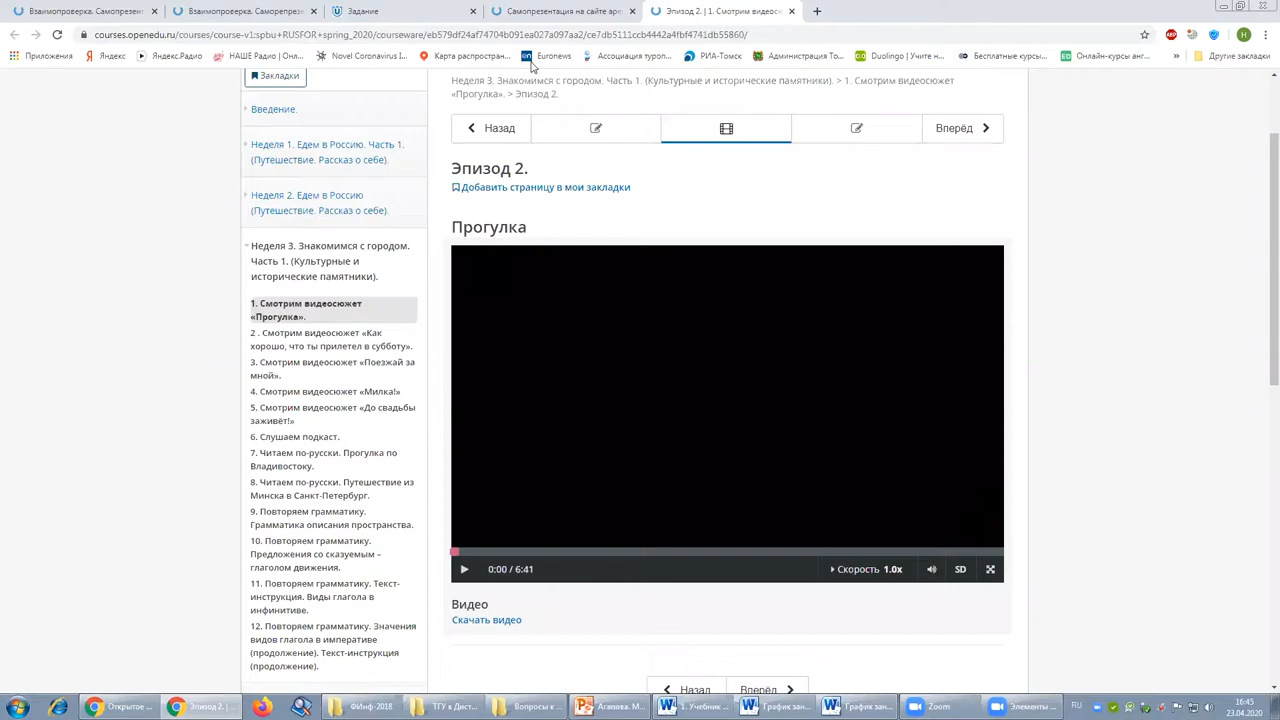 Взаимопроверка. Самопрезент
Взаимопроверка. Саморепрез
Задание
Самопрезентация на сайте аре
Эпизод 2. | 1. Смотрим видеосю
courses.openedu.ru/courses/course-v1:spbu+RUSFOR+spring_2020/courseware/eb579df24af74704b091ea027a097aa2/ce7db5111ccb4442a4fbf4741db55860/
Приложения
Яндекс
Яндекс.Радио
НАШЕ Радио | Онл...
Novel Coronavirus I...
Карта распростран...
Euronews
Ассоциация туроп...
РИА-Томск
Администрация То...
Duolingo | Учите н...
Бесплатные курсы...
Онлайн-курсы анг...
»
Другие закладки
Закладки
Введение.
Неделя 1. Едем в Россию. Часть 1.
(Путешествие. Рассказ о себе).
Неделя 2. Едем в Россию
(Путешествие. Рассказ о себе).
Неделя 3. Знакомимся с городом.
Часть 1. (Культурные и
исторические памятники).
1. Смотрим видеосюжет
«Прогулка».
2 . Смотрим видеосюжет «Как
хорошо, что ты прилетел в субботу».
3. Смотрим видеосюжет «Поезжай за
мной».
4. Смотрим видеосюжет «Милка!»
5. Смотрим видеосюжет «До свадьбы
заживёт!»
6. Слушаем подкаст.
7. Читаем по-русски. Прогулка по
Владивостоку.
8. Читаем по-русски. Путешествие из
Минска в Санкт-Петербург.
9. Повторяем грамматику.
Грамматика описания пространства.
10. Повторяем грамматику.
Предложения со сказуемым –
глаголом движения.
11. Повторяем грамматику. Текст-
инструкция. Виды глагола в
инфинитиве.
12. Повторяем грамматику. Значения
видов глагола в императиве
(продолжение). Текст-инструкция
(продолжение).
Неделя 3. Знакомимся с городом. Часть 1. (Культурные и исторические памятники). > 1. Смотрим видеосюжет
«Прогулка». > Эпизод 2.
Назад
Вперёд
Эпизод 2.
Добавить страницу в мои закладки
Прогулка
0:00 / 6:41
Скорость 1.0x
SD
Видео
Скачать видео
Назад
Вперёд
Открытое ...
Эпизод 2. | ...
ФИнф-2018
ТГУ в Дист...
Вопросы к ...
Агапова. М...
1. Учебник ...
График зан...
График зан...
Zoom
Элементы ...
RU
16:45
23.04.2020